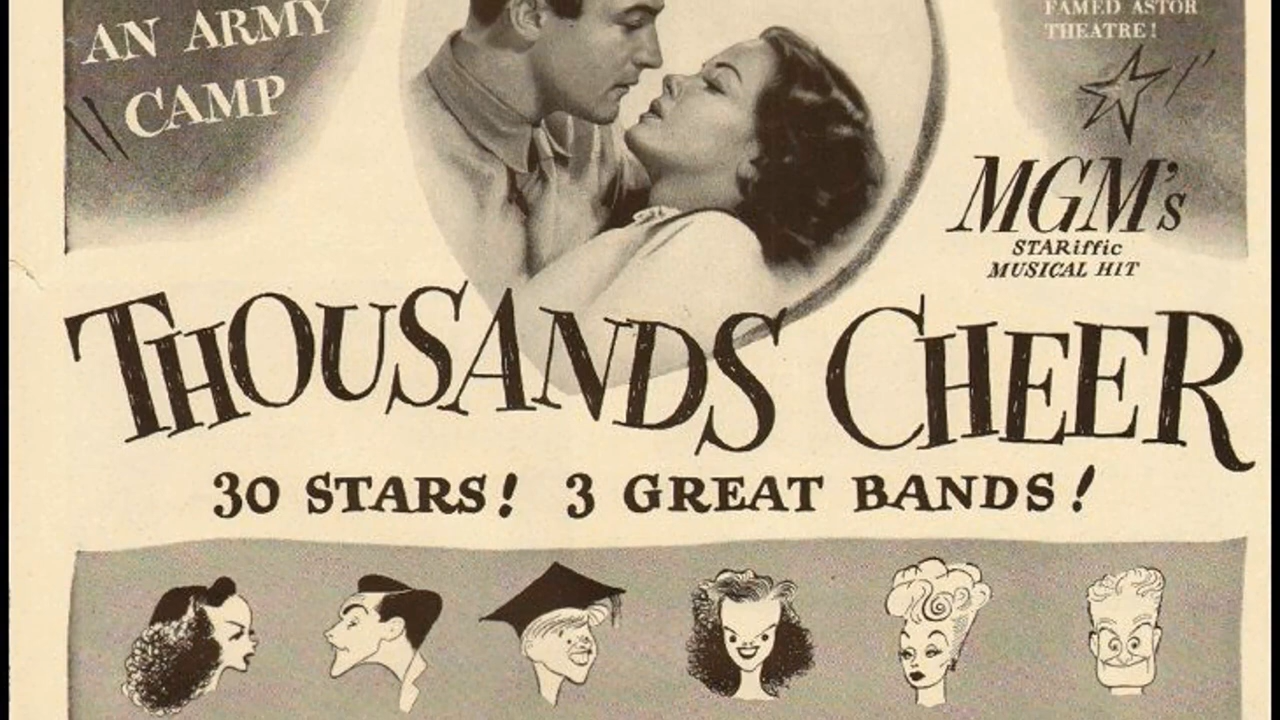 AN ARMY
CAMP
FAMED ASTOR
THEATRE!
MGM's
STARiffic
MUSICAL HIT
THOUSANDS CHEER
30 STARS! 3 GREAT BANDS!